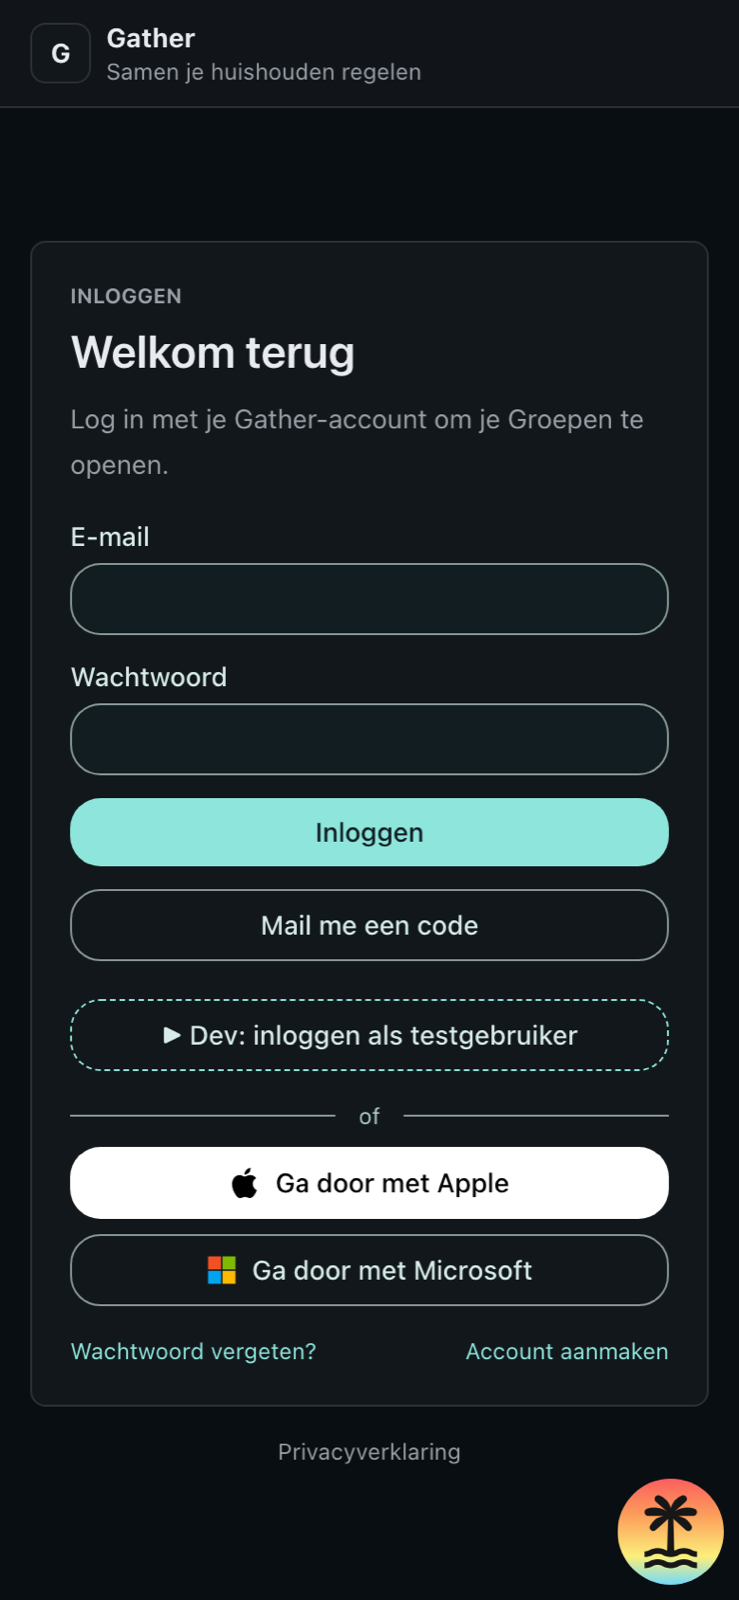 G
Gather
Samen je huishouden regelen
INLOGGEN
Welkom terug
Log in met je Gather-account om je Groepen te
openen.
E-mail
Wachtwoord
Inloggen
Mail me een code
Dev: inloggen als testgebruiker
of
Ga door met Apple
Ga door met Microsoft
Wachtwoord vergeten?
Account aanmaken
Privacyverklaring